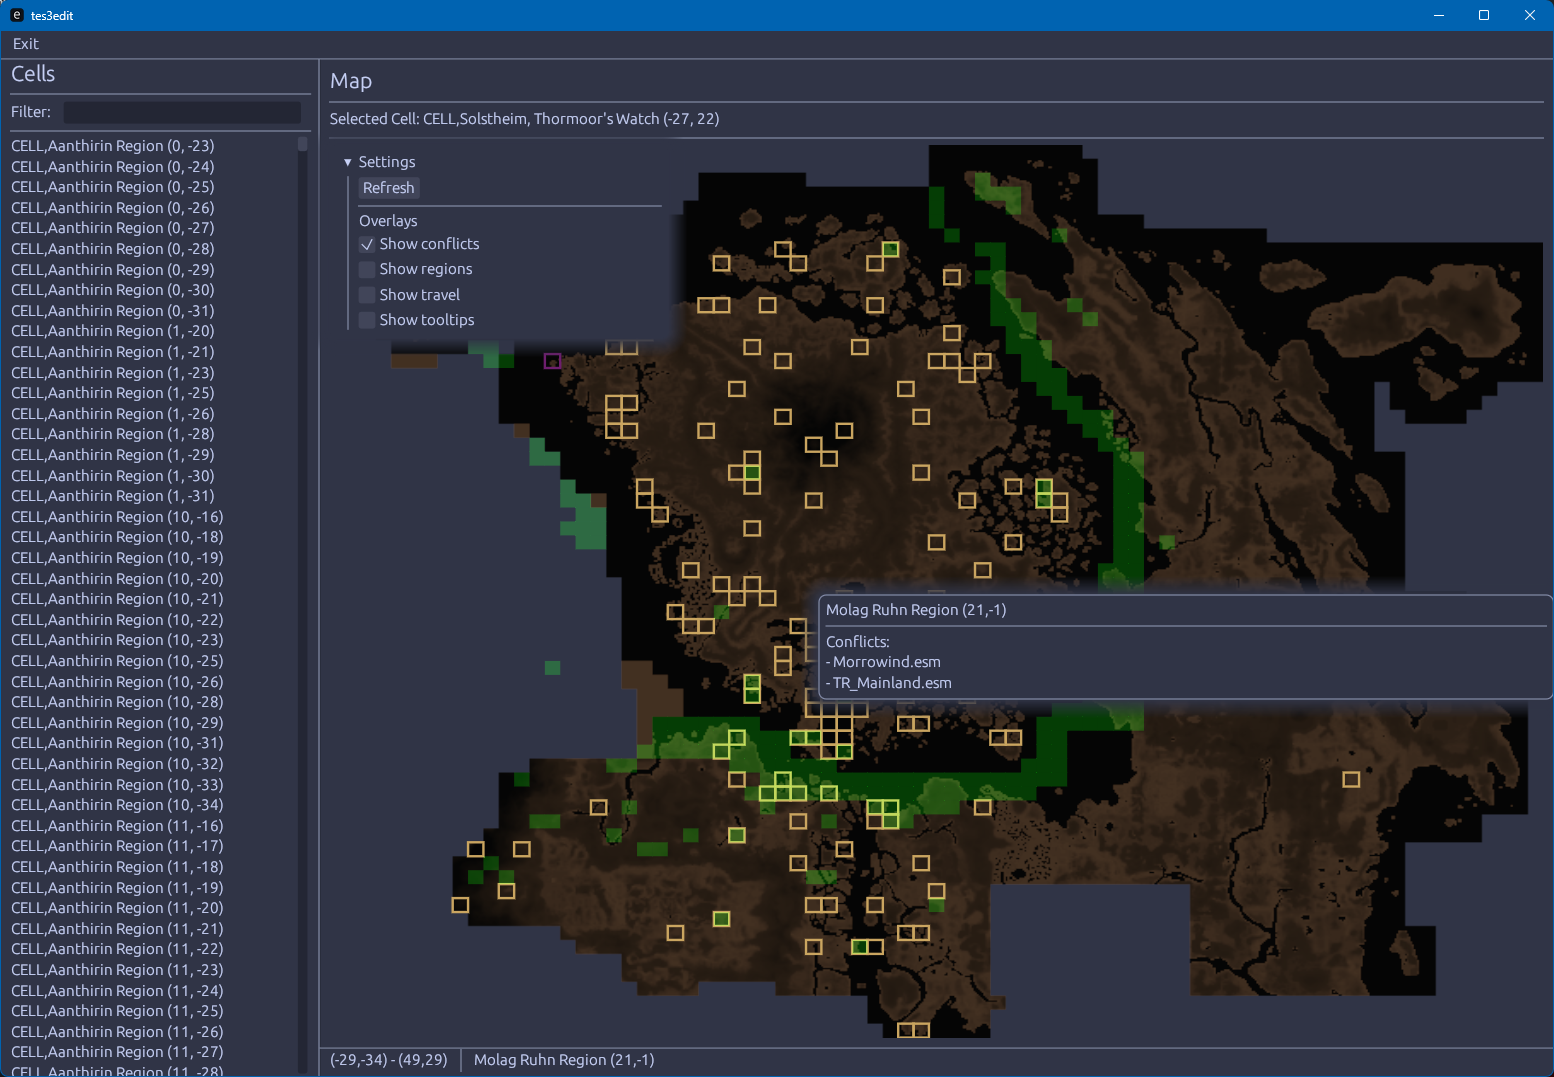 tes3edit
Exit
Cells
Filter:
CELL,Aanthirin Region (0, -23)
CELL,Aanthirin Region (0, -24)
CELL,Aanthirin Region (0, -25)
CELL,Aanthirin Region (0, -26)
CELL,Aanthirin Region (0, -27)
CELL,Aanthirin Region (0, -28)
CELL,Aanthirin Region (0, -29)
CELL,Aanthirin Region (0, -30)
CELL,Aanthirin Region (0, -31)
CELL,Aanthirin Region (1, -20)
CELL,Aanthirin Region (1, -21)
CELL,Aanthirin Region (1, -23)
CELL,Aanthirin Region (1, -25)
CELL,Aanthirin Region (1, -26)
CELL,Aanthirin Region (1, -28)
CELL,Aanthirin Region (1, -29)
CELL,Aanthirin Region (1, -30)
CELL,Aanthirin Region (1, -31)
CELL,Aanthirin Region (10, -16)
CELL,Aanthirin Region (10, -18)
CELL,Aanthirin Region (10, -19)
CELL,Aanthirin Region (10, -20)
CELL,Aanthirin Region (10, -21)
CELL,Aanthirin Region (10, -22)
CELL,Aanthirin Region (10, -23)
CELL,Aanthirin Region (10, -25)
CELL,Aanthirin Region (10, -26)
CELL,Aanthirin Region (10, -28)
CELL,Aanthirin Region (10, -29)
CELL,Aanthirin Region (10, -31)
CELL,Aanthirin Region (10, -32)
CELL,Aanthirin Region (10, -33)
CELL,Aanthirin Region (10, -34)
CELL,Aanthirin Region (11, -16)
CELL,Aanthirin Region (11, -17)
CELL,Aanthirin Region (11, -18)
CELL,Aanthirin Region (11, -19)
CELL,Aanthirin Region (11, -20)
CELL,Aanthirin Region (11, -21)
CELL,Aanthirin Region (11, -22)
CELL,Aanthirin Region (11, -23)
CELL,Aanthirin Region (11, -24)
CELL,Aanthirin Region (11, -25)
CELL,Aanthirin Region (11, -26)
CELL,Aanthirin Region (11, -27)
CELL,Aanthirin Region (11, -28)
Map
Selected Cell: CELL,Solstheim, Thormoor's Watch (-27, 22)
Settings
Refresh
Overlays
Show conflicts
Show regions
Show travel
Show tooltips
Molag Ruhn Region (21,-1)
Conflicts:
- Morrowind.esm
- TR_Mainland.esm
(-29,-34) - (49,29)
Molag Ruhn Region (21,-1)